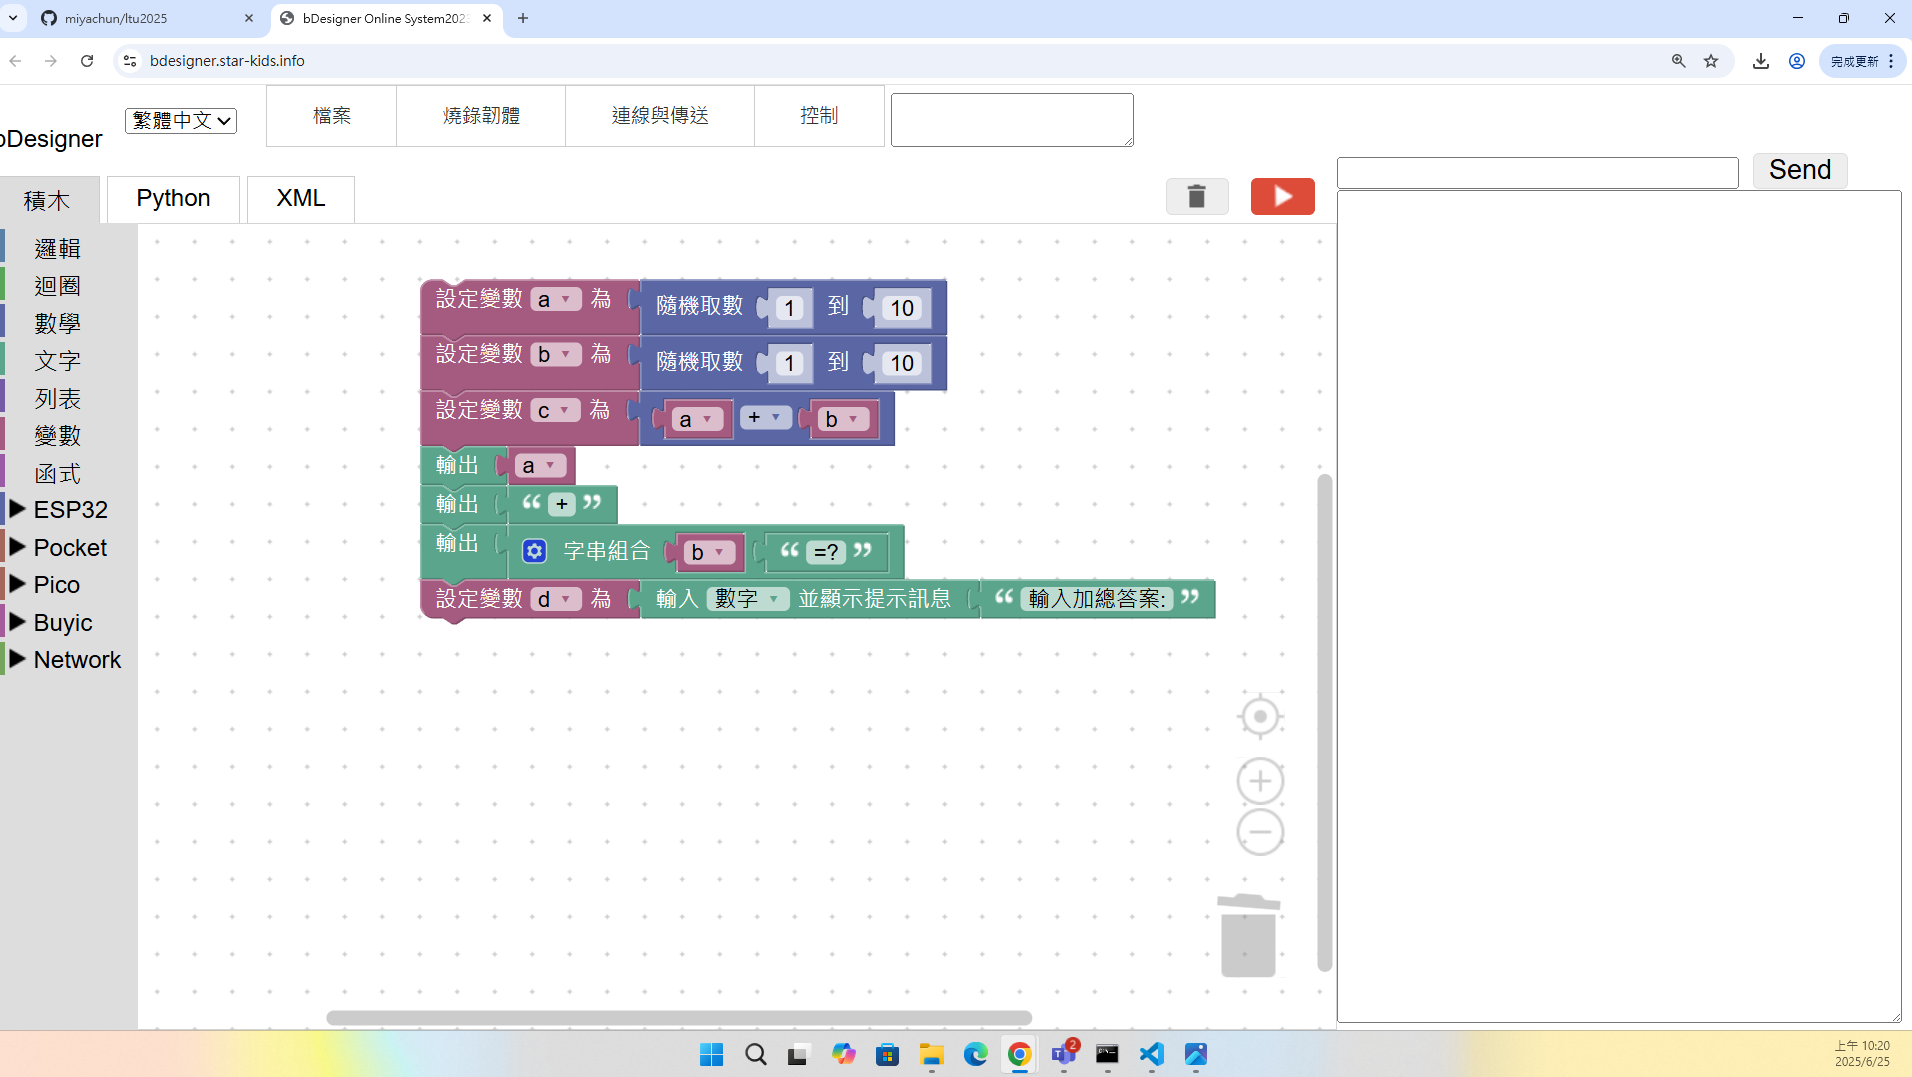 miyachun/ltu2025
bDesigner Online System202
bdesigner.star-kids.info
完成更新
bDesigner
繁體中文
檔案
燒錄韌體
連線與傳送
控制
Send
積木
Python
XML
邏輯
迴圈
數學
文字
列表
變數
函式
ESP32
Pocket
Pico
Buyic
Network
設定變數 a 為 隨機取數 1 到 10
設定變數 b 為 隨機取數 1 到 10
設定變數 c 為 a + b
輸出 a
輸出 “ + ”
輸出 字串組合 b “ =? ”
設定變數 d 為 輸入 數字 並顯示提示訊息 “ 輸入加總答案: ”
2
上午 10:20
2025/6/25